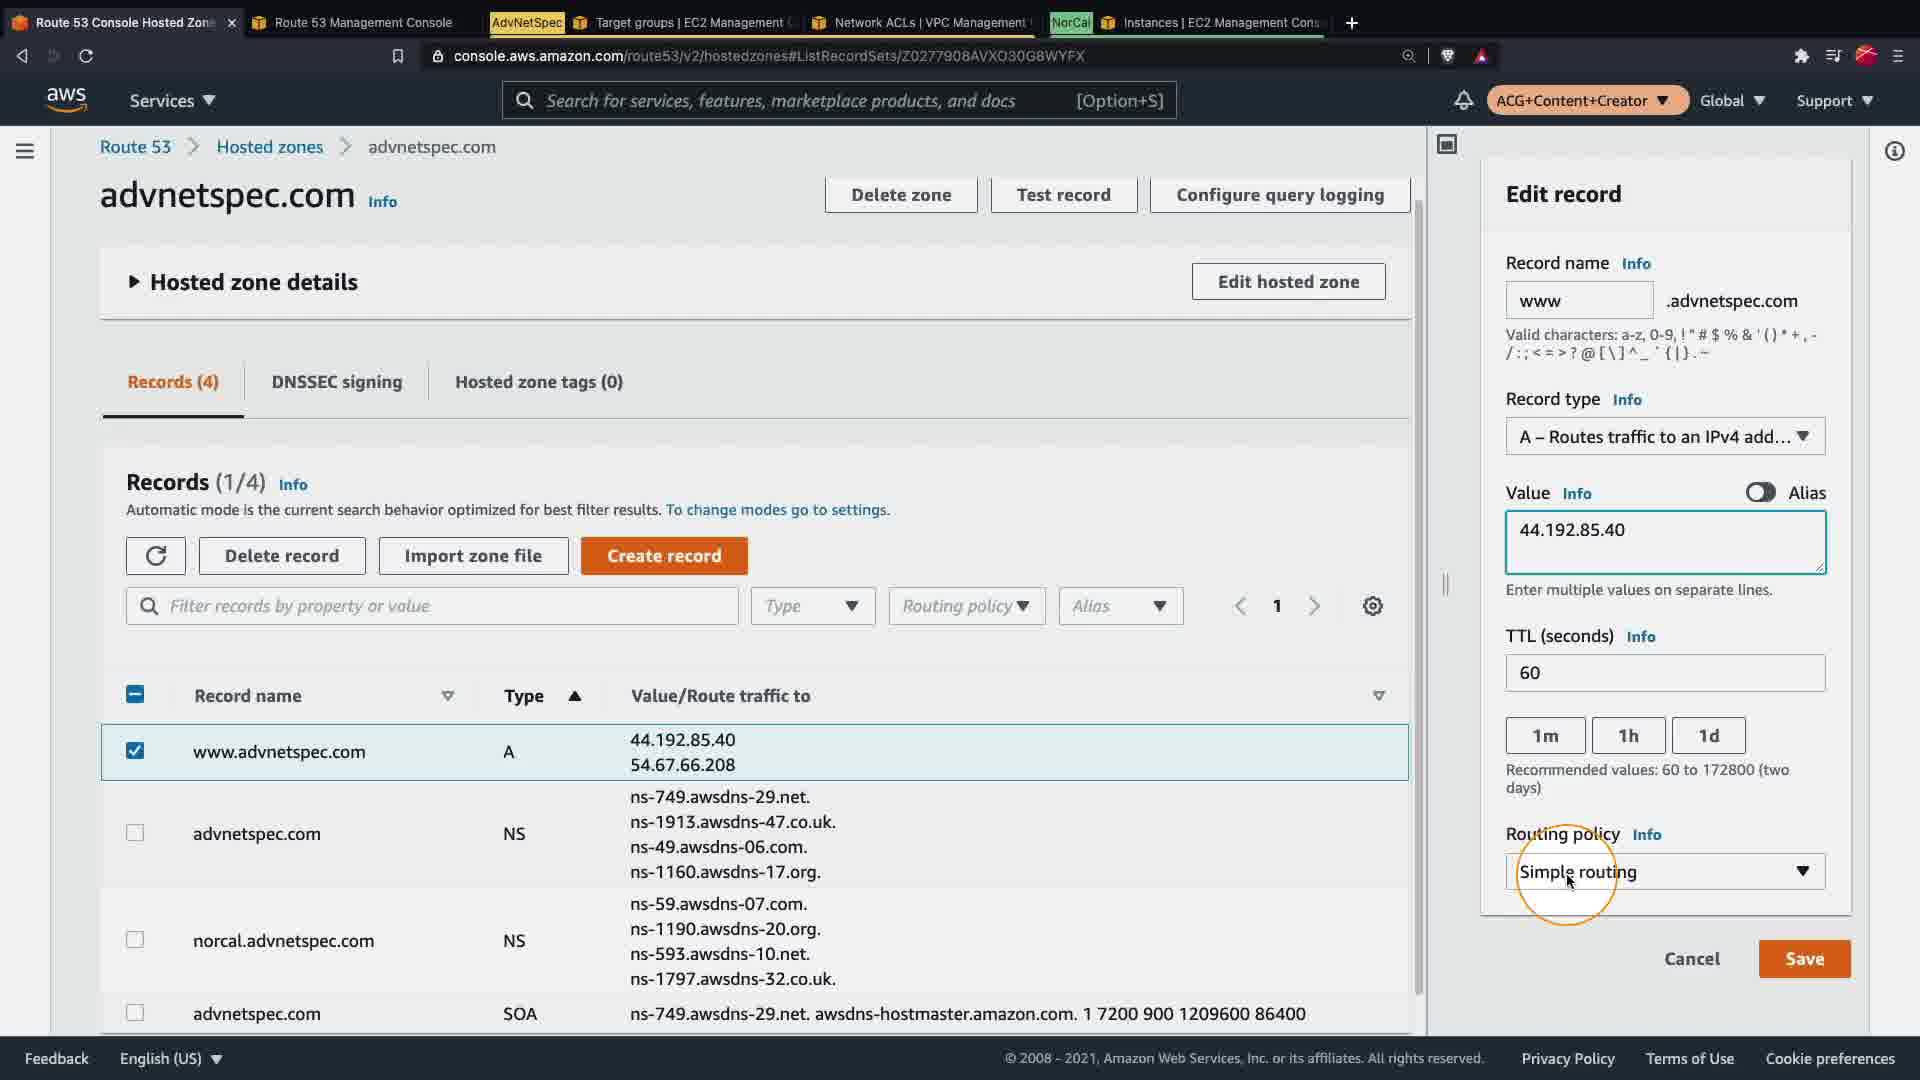 Route 53 Console Hosted Zone
Route 53 Management Console
AdvNetSpec
Target groups | EC2 Management C
Network ACLs | VPC Management
NorCal
Instances | EC2 Management Cons
console.aws.amazon.com/route53/v2/hostedzones#ListRecordSets/Z0277908AVXO30G8WYFX
aws
Services
Search for services, features, marketplace products, and docs
[Option+S]
ACG+Content+Creator
Global
Support
Route 53
Hosted zones
advnetspec.com
advnetspec.com
Info
Delete zone
Test record
Configure query logging
Hosted zone details
Edit hosted zone
Records (4)
DNSSEC signing
Hosted zone tags (0)
Records (1/4)
Info
Automatic mode is the current search behavior optimized for best filter results. To change modes go to settings.
Delete record
Import zone file
Create record
Filter records by property or value
Type
Routing policy
Alias
1
Record name
Type
Value/Route traffic to
www.advnetspec.com
A
44.192.85.40
54.67.66.208
advnetspec.com
NS
ns-749.awsdns-29.net.
ns-1913.awsdns-47.co.uk.
ns-49.awsdns-06.com.
ns-1160.awsdns-17.org.
norcal.advnetspec.com
NS
ns-59.awsdns-07.com.
ns-1190.awsdns-20.org.
ns-593.awsdns-10.net.
ns-1797.awsdns-32.co.uk.
advnetspec.com
SOA
ns-749.awsdns-29.net. awsdns-hostmaster.amazon.com. 1 7200 900 1209600 86400
Edit record
Record name
Info
www
.advnetspec.com
Valid characters: a-z, 0-9, ! " # $ % & ' ( ) * + , -
/ : ; < = > ? @ [ \ ] ^ _ ` { | } . ~
Record type
Info
A – Routes traffic to an IPv4 add...
Value
Info
Alias
44.192.85.40
Enter multiple values on separate lines.
TTL (seconds)
Info
60
1m
1h
1d
Recommended values: 60 to 172800 (two
days)
Routing policy
Info
Simple routing
Cancel
Save
Feedback
English (US)
© 2008 - 2021, Amazon Web Services, Inc. or its affiliates. All rights reserved.
Privacy Policy
Terms of Use
Cookie preferences